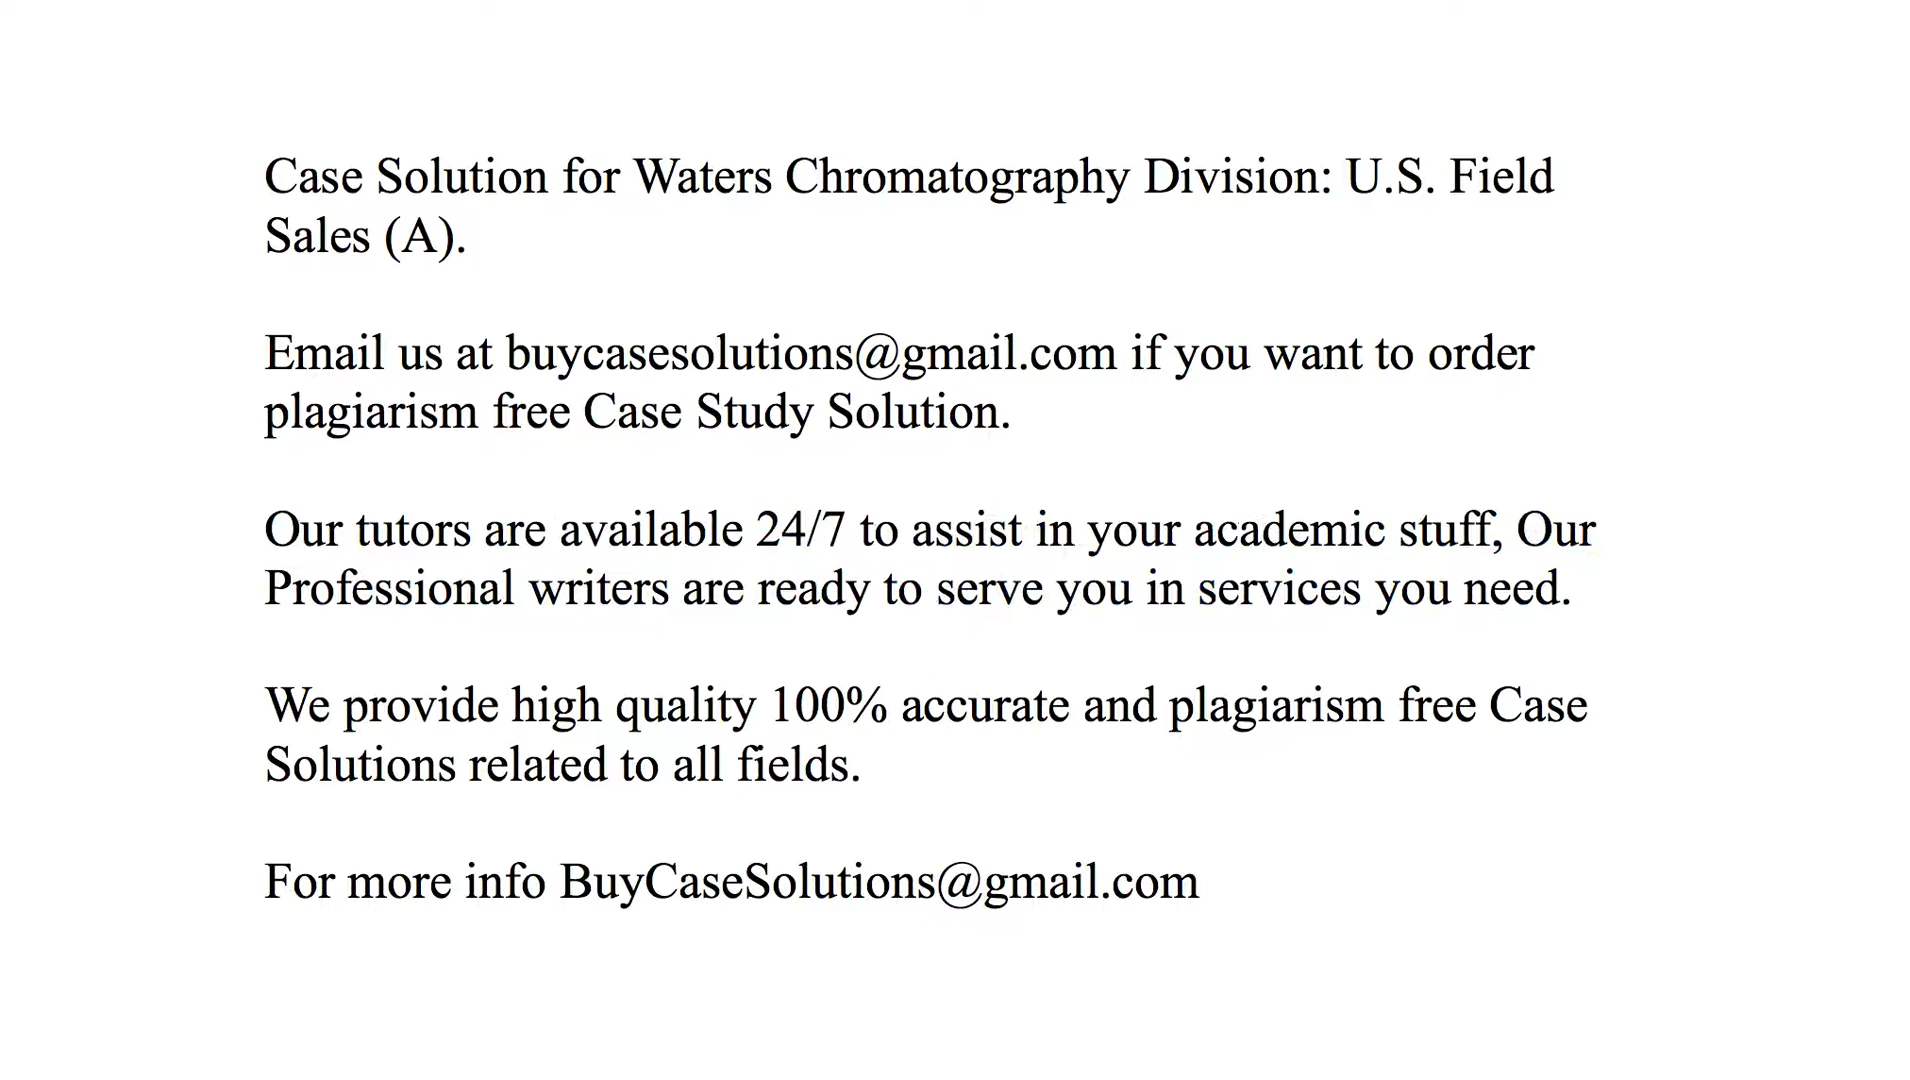 Case Solution for Waters Chromatography Division: U.S. Field
Sales (A).
Email us at buycasesolutions@gmail.com if you want to order
plagiarism free Case Study Solution.
Our tutors are available 24/7 to assist in your academic stuff, Our
Professional writers are ready to serve you in services you need.
We provide high quality 100% accurate and plagiarism free Case
Solutions related to all fields.
For more info BuyCaseSolutions@gmail.com